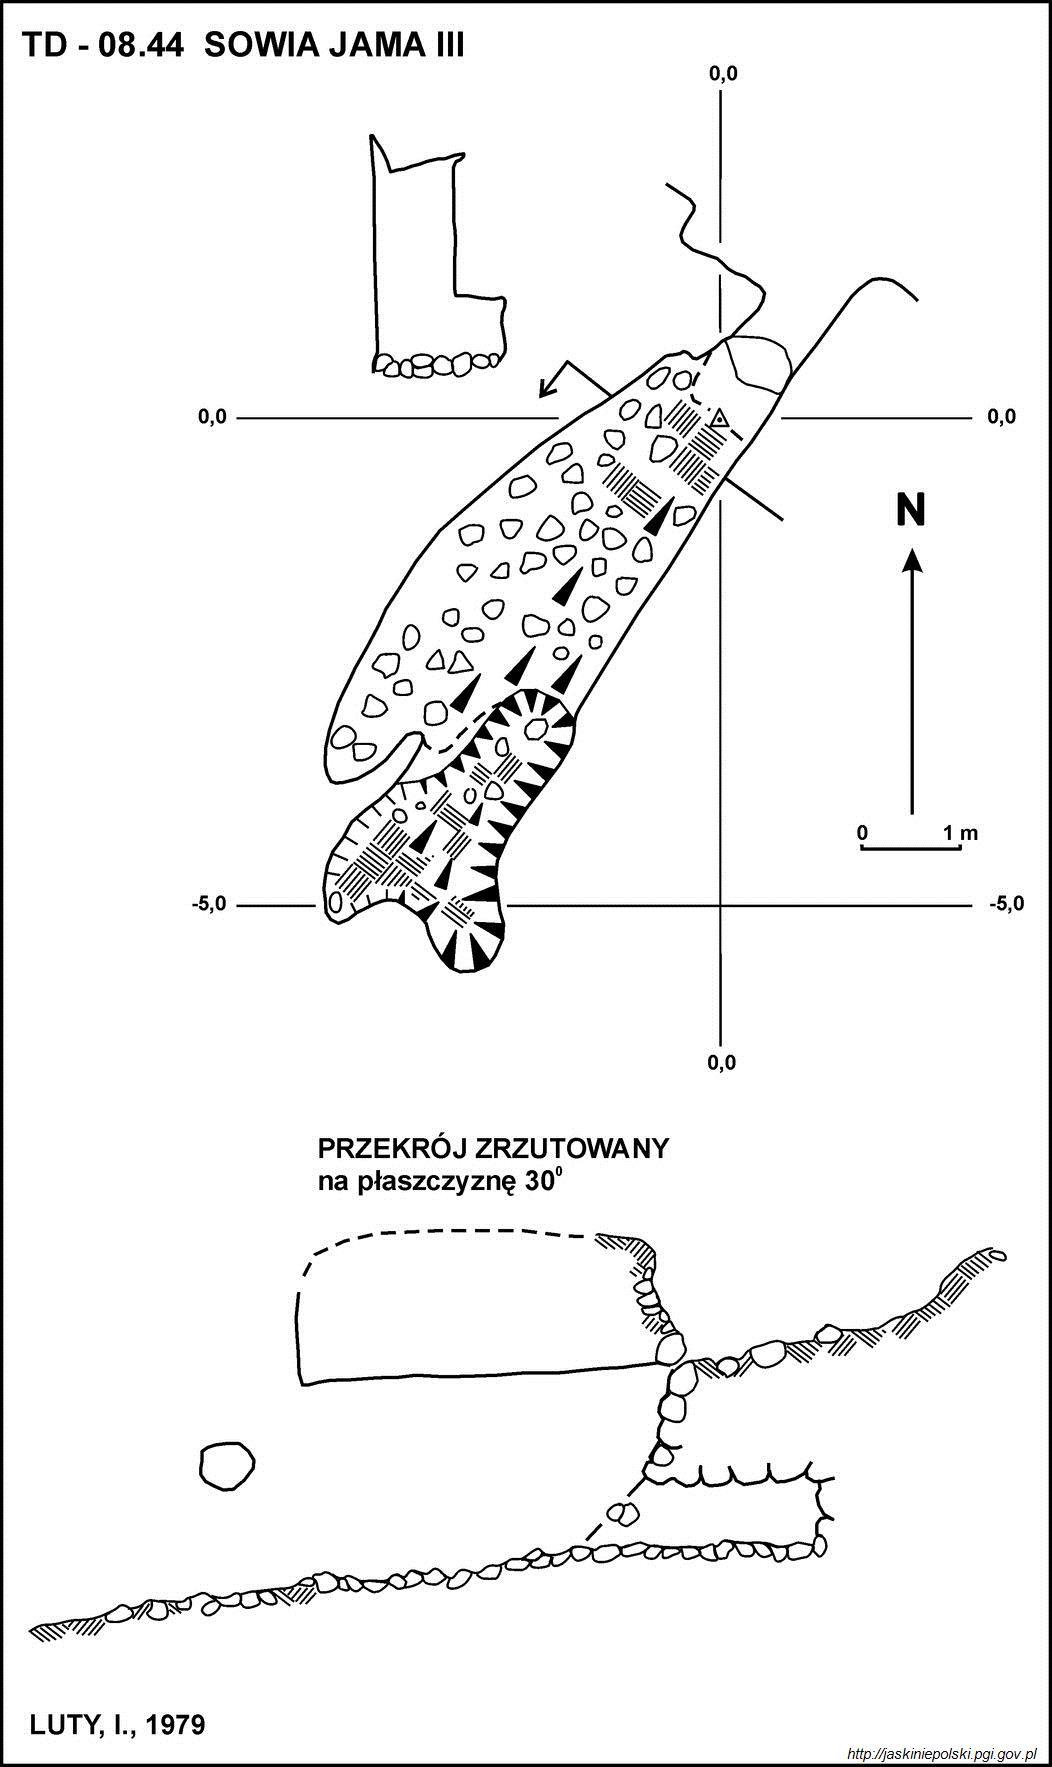 TD - 08.44 SOWIA JAMA III
0,0
0,0
0,0
N
0 1 m
-5,0
-5,0
0,0
PRZEKRÓJ ZRZUTOWANY
na płaszczyznę 30⁰
LUTY, I., 1979
http://jaskiniepolski.pgi.gov.pl